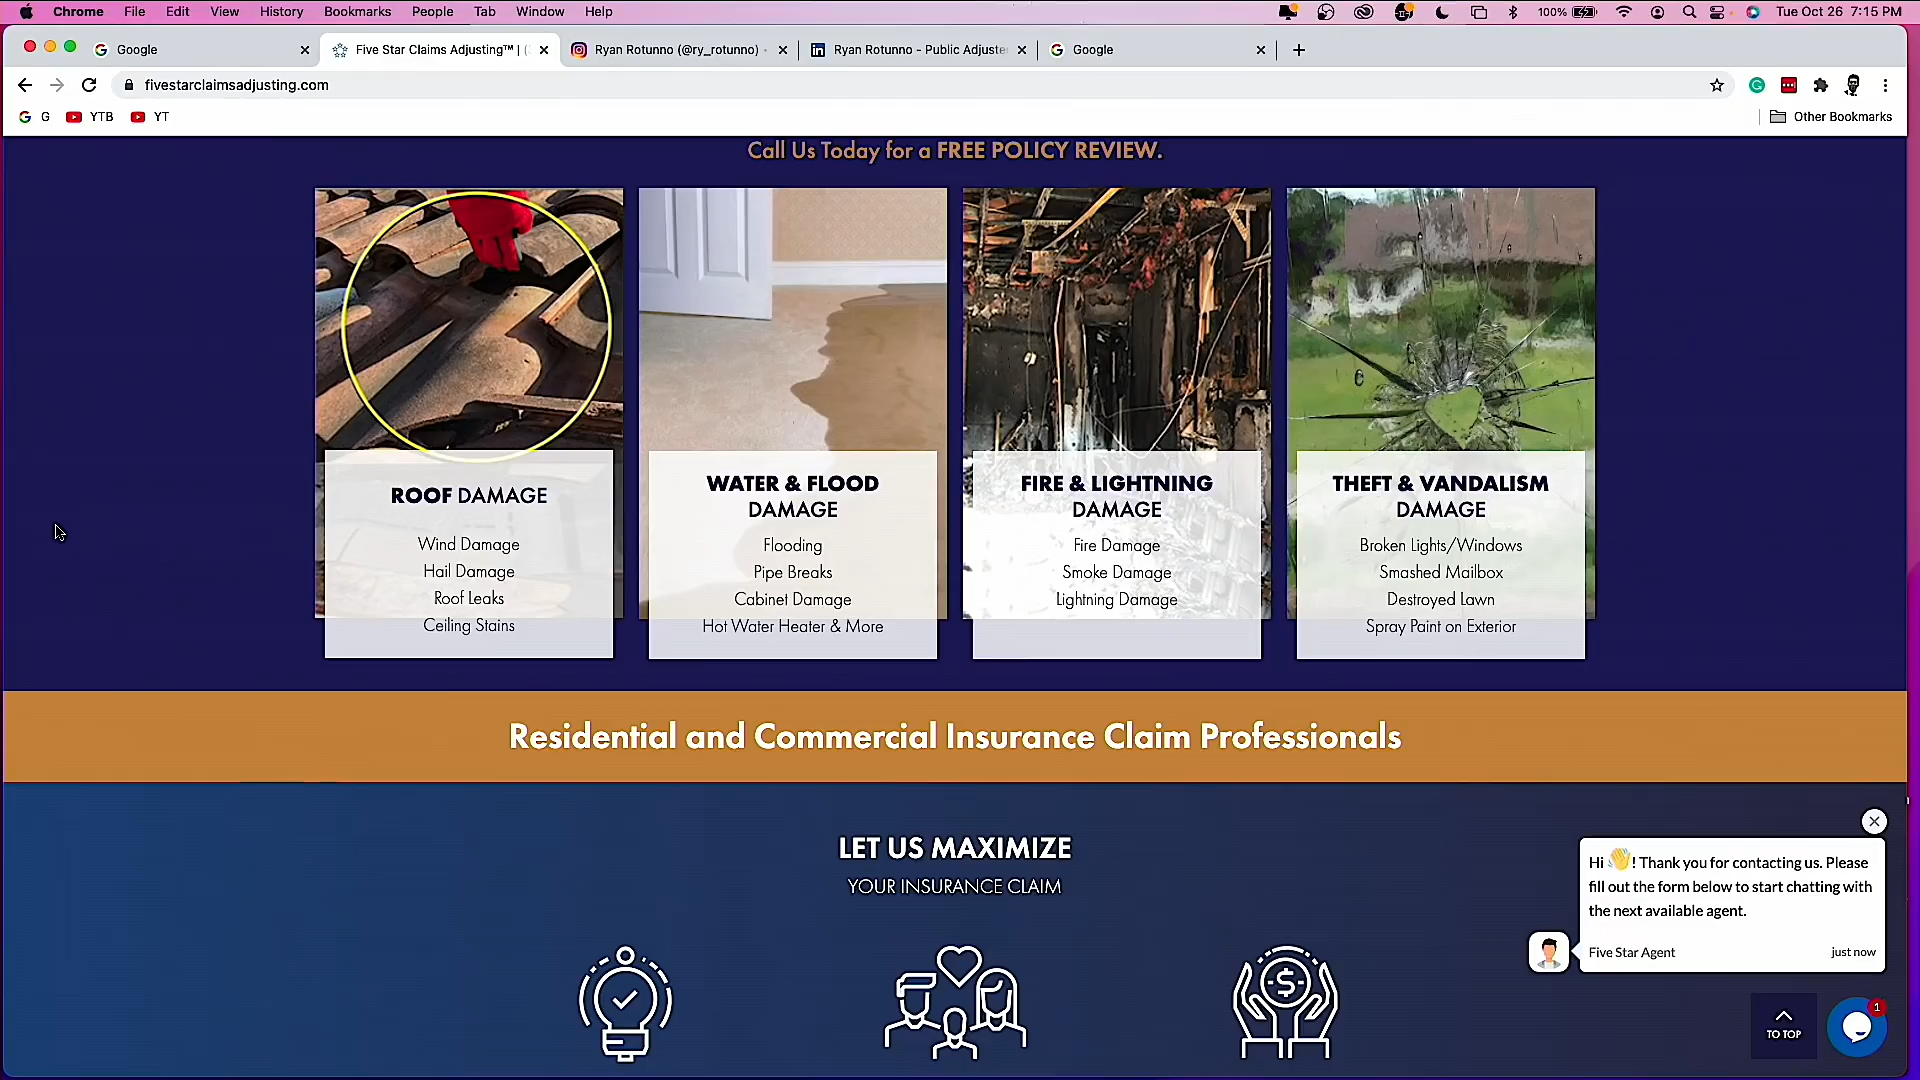 Chrome File Edit View History Bookmarks People Tab Window Help 100% Tue Oct 26 7:15 PM
Google Five Star Claims Adjusting™ | ( Ryan Rotunno (@ry_rotunno) Ryan Rotunno - Public Adjuste Google
fivestarclaimsadjusting.com
G YTB YT Other Bookmarks
Call Us Today for a FREE POLICY REVIEW.
ROOF DAMAGE
Wind Damage
Hail Damage
Roof Leaks
Ceiling Stains
WATER & FLOOD
DAMAGE
Flooding
Pipe Breaks
Cabinet Damage
Hot Water Heater & More
FIRE & LIGHTNING
DAMAGE
Fire Damage
Smoke Damage
Lightning Damage
THEFT & VANDALISM
DAMAGE
Broken Lights/Windows
Smashed Mailbox
Destroyed Lawn
Spray Paint on Exterior
Residential and Commercial Insurance Claim Professionals
LET US MAXIMIZE
YOUR INSURANCE CLAIM
Hi 👋! Thank you for contacting us. Please
fill out the form below to start chatting with
the next available agent.
Five Star Agent just now
TO TOP
1